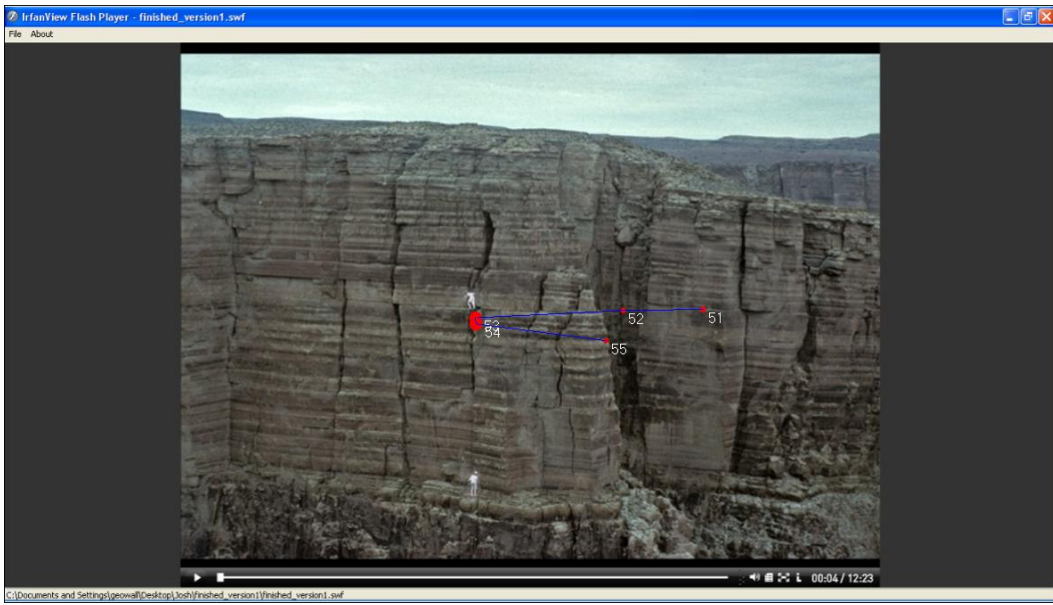 IrfanView Flash Player - finished_version1.swf
File About
52
51
53
54
55
00:04 / 12:23
C:\Documents and Settings\geowall\Desktop\Josh\finished_version1\finished_version1.swf